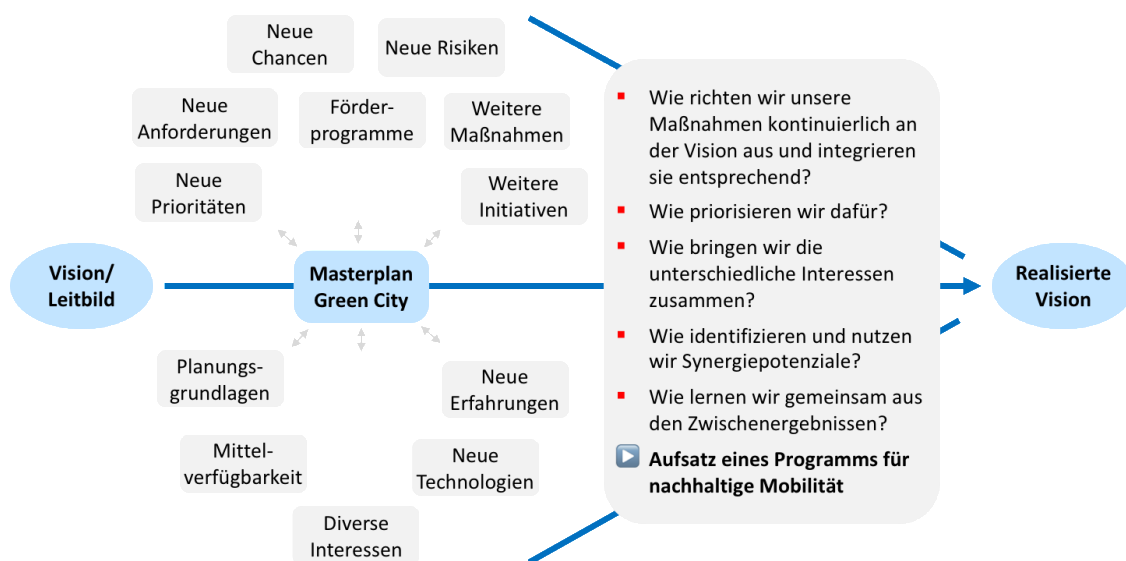 Neue
Chancen
Neue Risiken
Neue
Anforderungen
Förder-
programme
Weitere
Maßnahmen
Neue
Prioritäten
Weitere
Initiativen
Vision/
Leitbild
Masterplan
Green City
Planungs-
grundlagen
Neue
Erfahrungen
Mittel-
verfügbarkeit
Neue
Technologien
Diverse
Interessen
Wie richten wir unsere
Maßnahmen kontinuierlich an
der Vision aus und integrieren
sie entsprechend?
Wie priorisieren wir dafür?
Wie bringen wir die
unterschiedliche Interessen
zusammen?
Wie identifizieren und nutzen
wir Synergiepotenziale?
Wie lernen wir gemeinsam aus
den Zwischenergebnissen?
Aufsatz eines Programms für
nachhaltige Mobilität
Realisierte
Vision